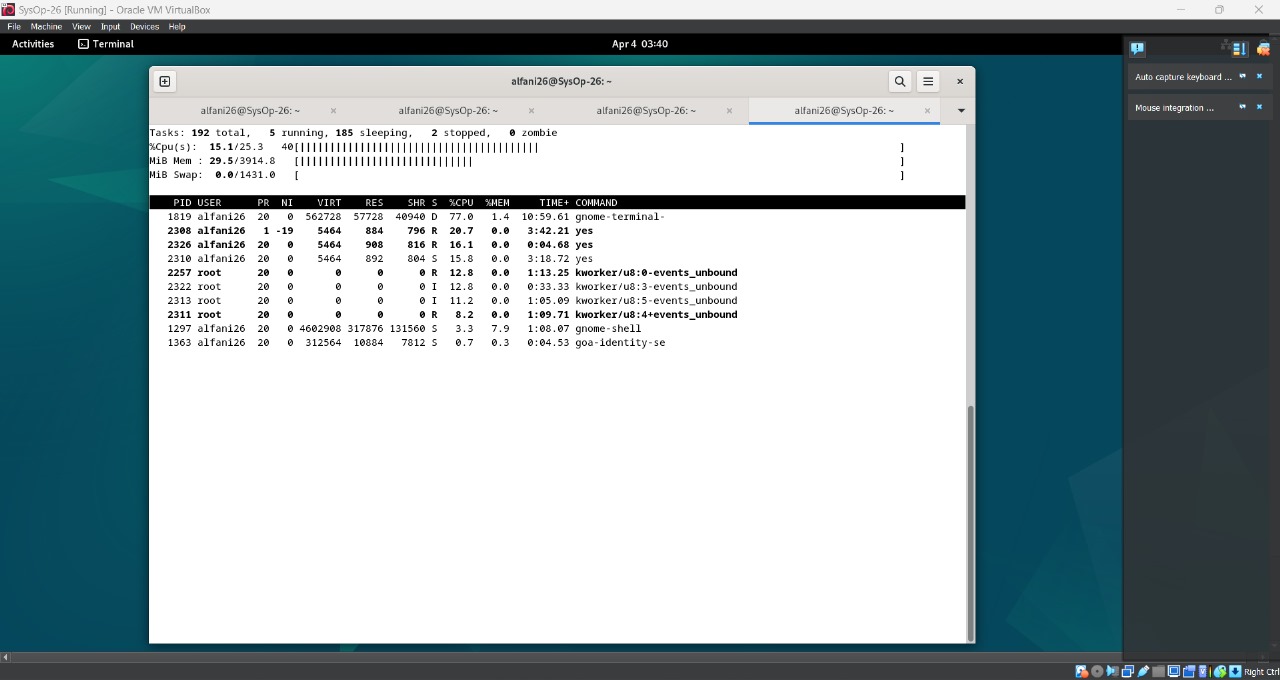 SysOp-26 [Running] - Oracle VM VirtualBox
File Machine View Input Devices Help
Activities Terminal Apr 4 03:40
Auto capture keyboard ...
Mouse integration ...
alfani26@SysOp-26: ~
alfani26@SysOp-26: ~ alfani26@SysOp-26: ~ alfani26@SysOp-26: ~ alfani26@SysOp-26: ~
Tasks: 192 total, 5 running, 185 sleeping, 2 stopped, 0 zombie
%Cpu(s): 15.1/25.3 40[||||||||||||||||||||||||||||||||||||||||| ]
MiB Mem : 29.5/3914.8 [|||||||||||||||||||||||||||||| ]
MiB Swap: 0.0/1431.0 [ ]
PID USER PR NI VIRT RES SHR S %CPU %MEM TIME+ COMMAND
1819 alfani26 20 0 562728 57728 40940 D 77.0 1.4 10:59.61 gnome-terminal-
2308 alfani26 1 -19 5464 884 796 R 20.7 0.0 3:42.21 yes
2326 alfani26 20 0 5464 908 816 R 16.1 0.0 0:04.68 yes
2310 alfani26 20 0 5464 892 804 S 15.8 0.0 3:18.72 yes
2257 root 20 0 0 0 0 R 12.8 0.0 1:13.25 kworker/u8:0-events_unbound
2322 root 20 0 0 0 0 I 12.8 0.0 0:33.33 kworker/u8:3-events_unbound
2313 root 20 0 0 0 0 I 11.2 0.0 1:05.09 kworker/u8:5-events_unbound
2311 root 20 0 0 0 0 R 8.2 0.0 1:09.71 kworker/u8:4+events_unbound
1297 alfani26 20 0 4602908 317876 131560 S 3.3 7.9 1:08.07 gnome-shell
1363 alfani26 20 0 312564 10884 7812 S 0.7 0.3 0:04.53 goa-identity-se
Right Ctrl